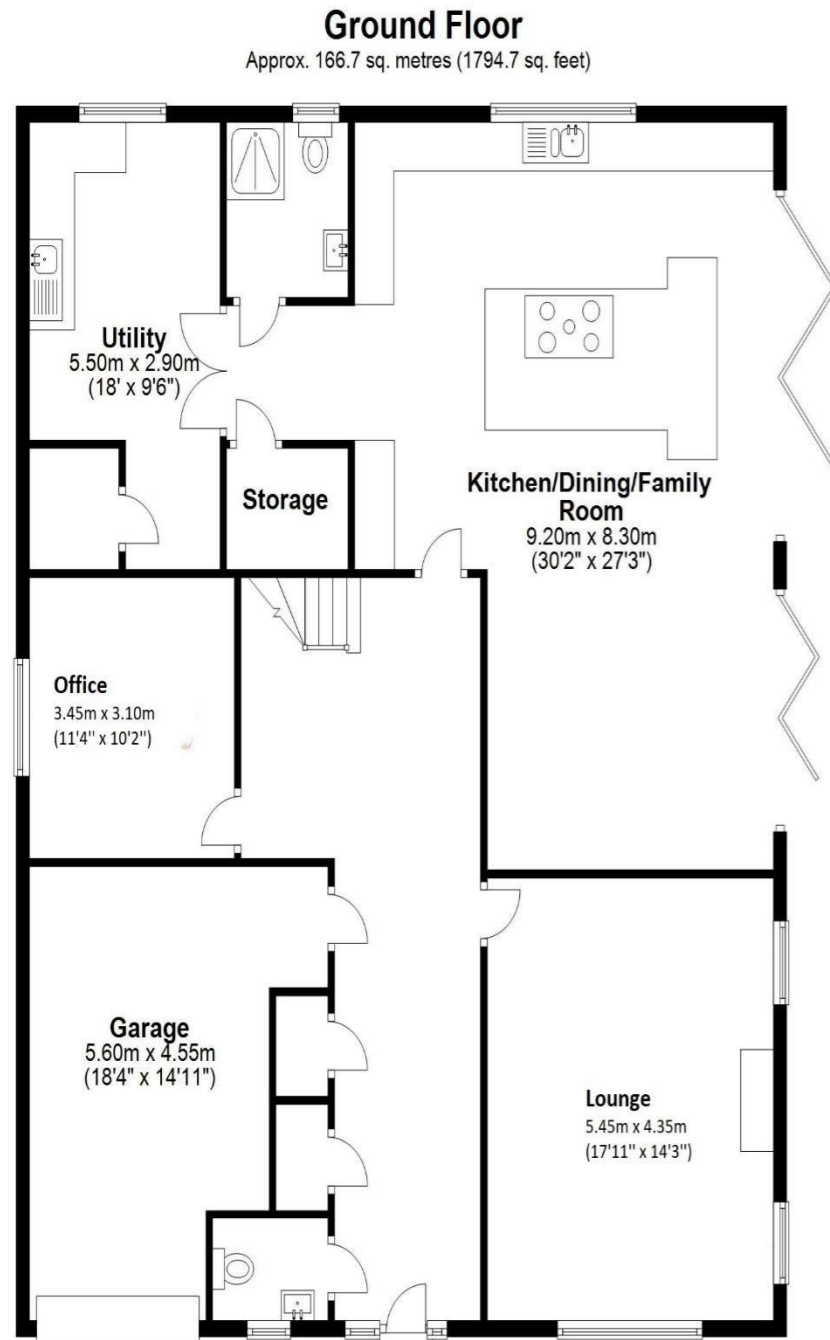 Ground Floor
Approx. 166.7 sq. metres (1794.7 sq. feet)
Utility
5.50m x 2.90m
(18' x 9'6")
Storage
Kitchen/Dining/Family
Room
9.20m x 8.30m
(30'2" x 27'3")
Office
3.45m x 3.10m
(11'4" x 10'2")
Garage
5.60m x 4.55m
(18'4" x 14'11")
Lounge
5.45m x 4.35m
(17'11" x 14'3")